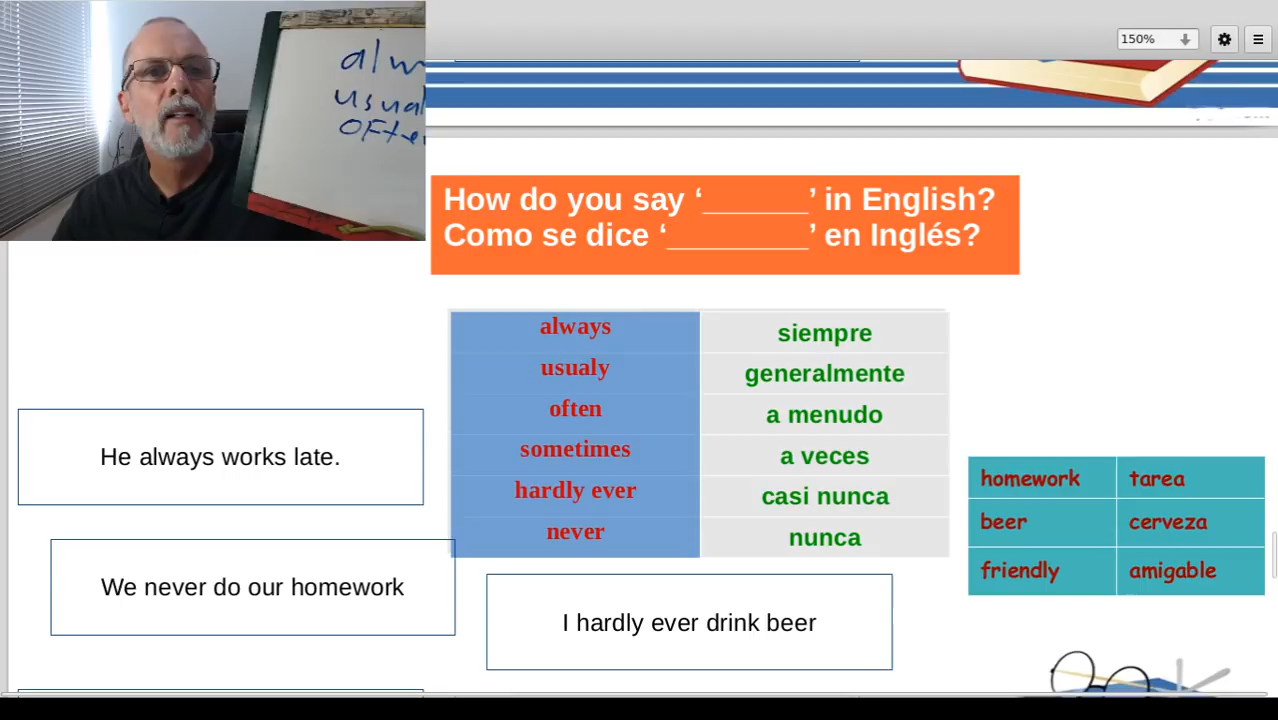 150%
How do you say ‘______’ in English?
Como se dice ‘________’ en Inglés?
always siempre
usualy generalmente
often a menudo
sometimes a veces
hardly ever casi nunca
never nunca
He always works late.
We never do our homework
I hardly ever drink beer
homework tarea
beer cerveza
friendly amigable